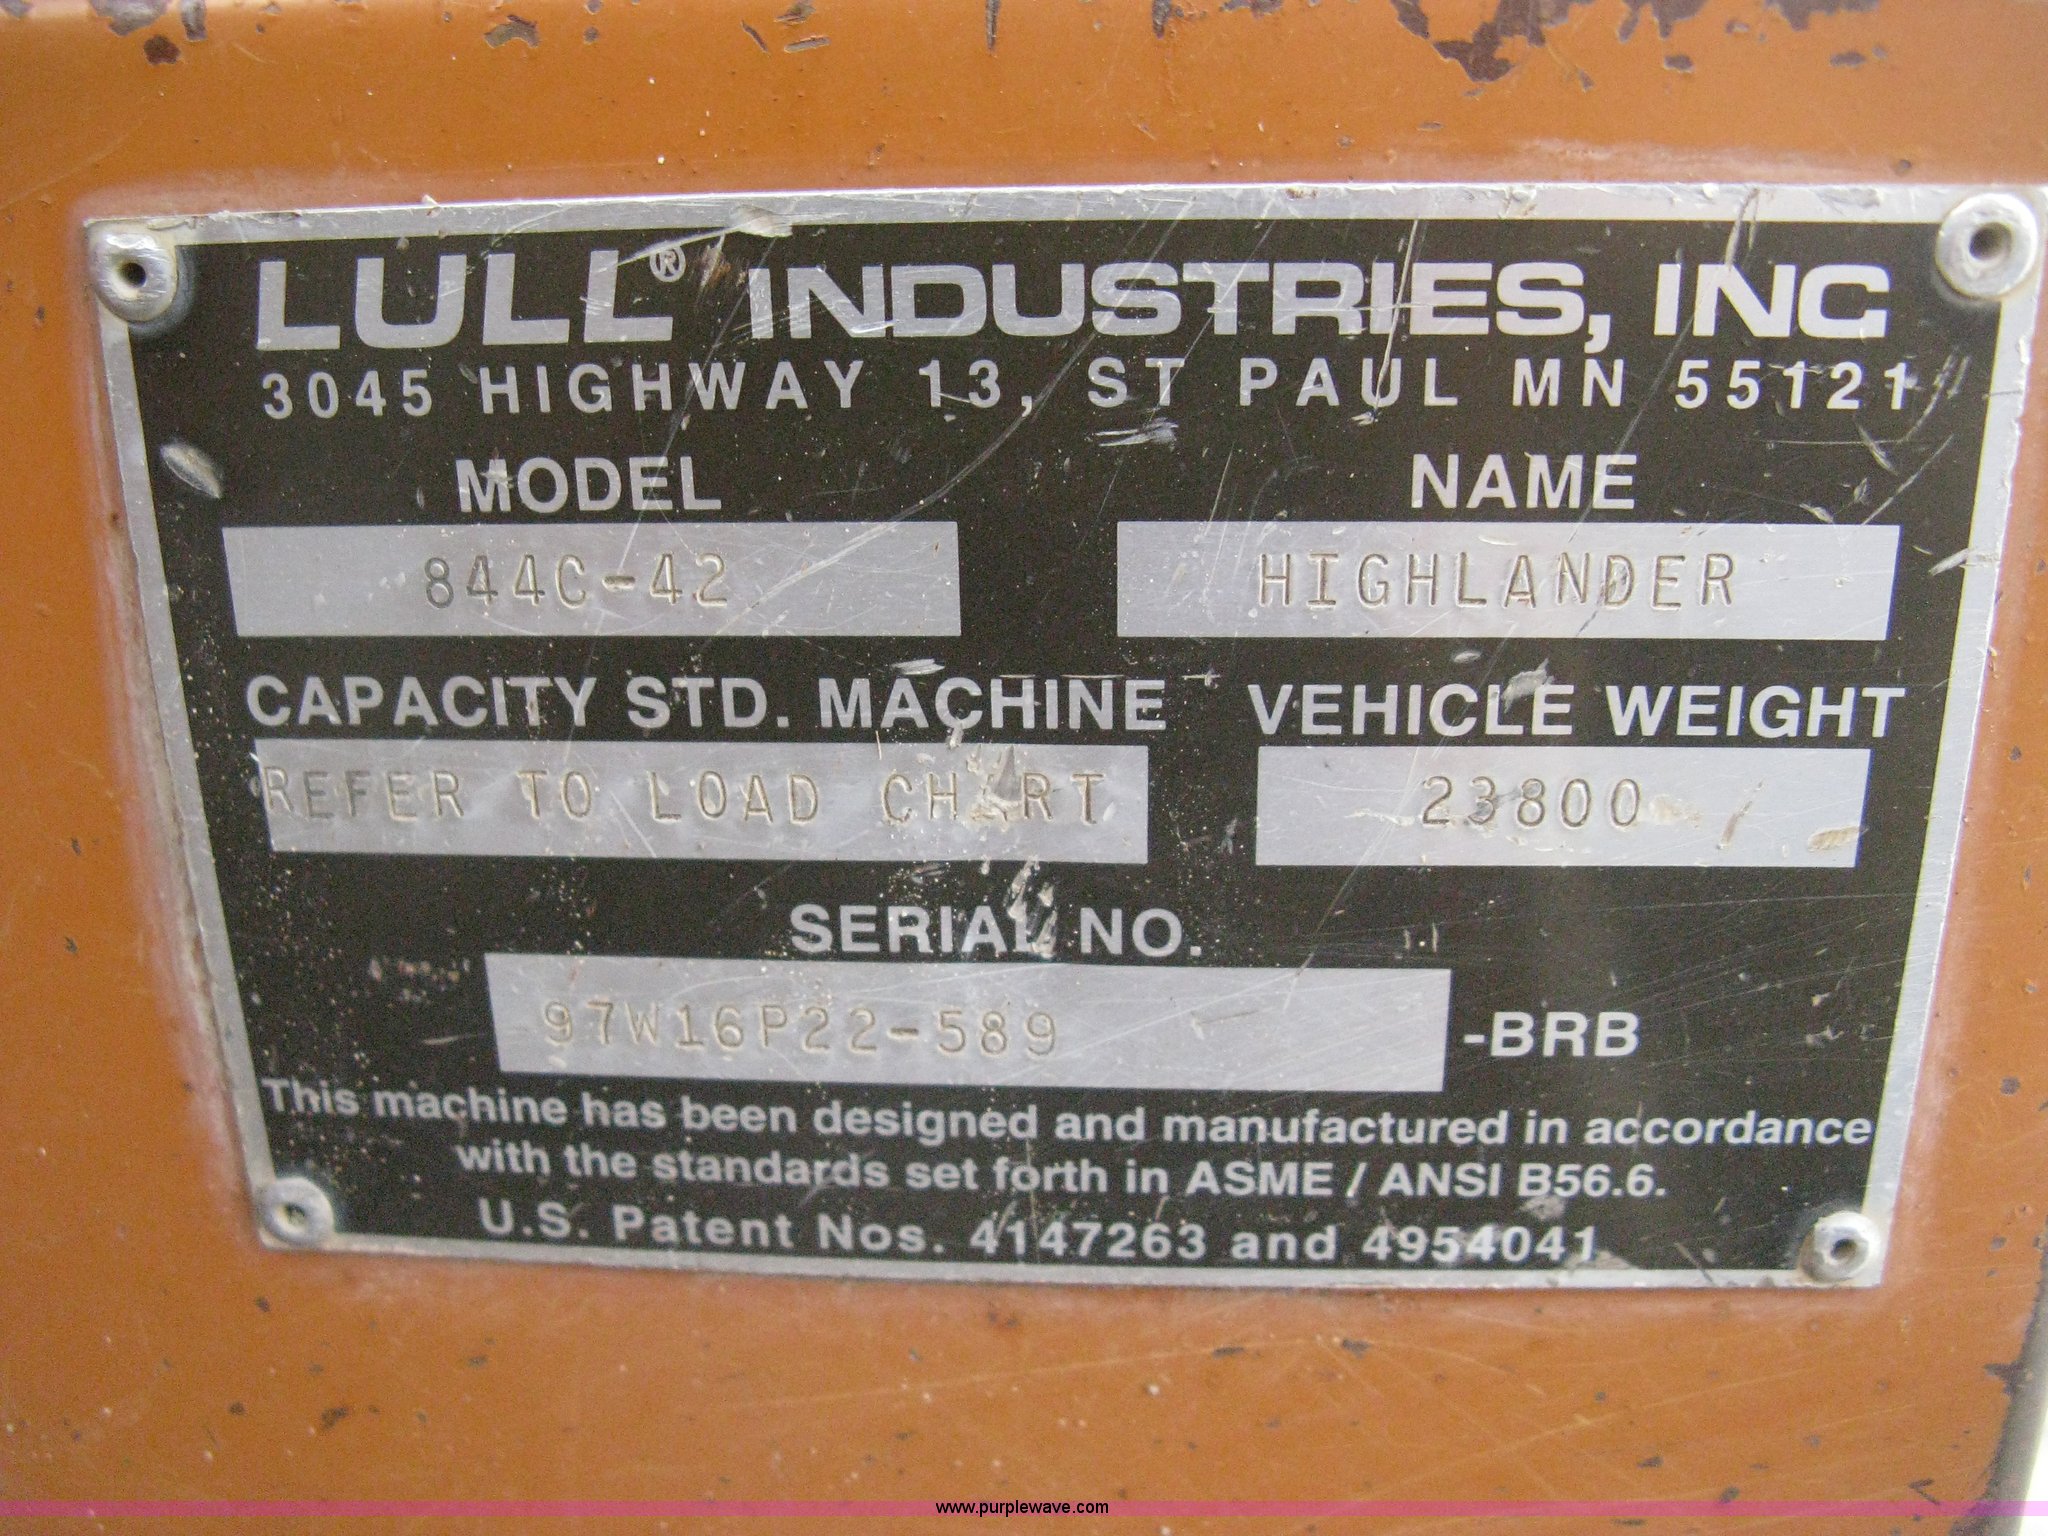 LULL® INDUSTRIES, INC
3045 HIGHWAY 13, ST PAUL MN 55121
MODEL NAME
844C-42 HIGHLANDER
CAPACITY STD. MACHINE VEHICLE WEIGHT
REFER TO LOAD CHART 23800
SERIAL NO.
97W16P22-589 -BRB
This machine has been designed and manufactured in accordance
with the standards set forth in ASME / ANSI B56.6.
U.S. Patent Nos. 4147263 and 4954041
www.purplewave.com